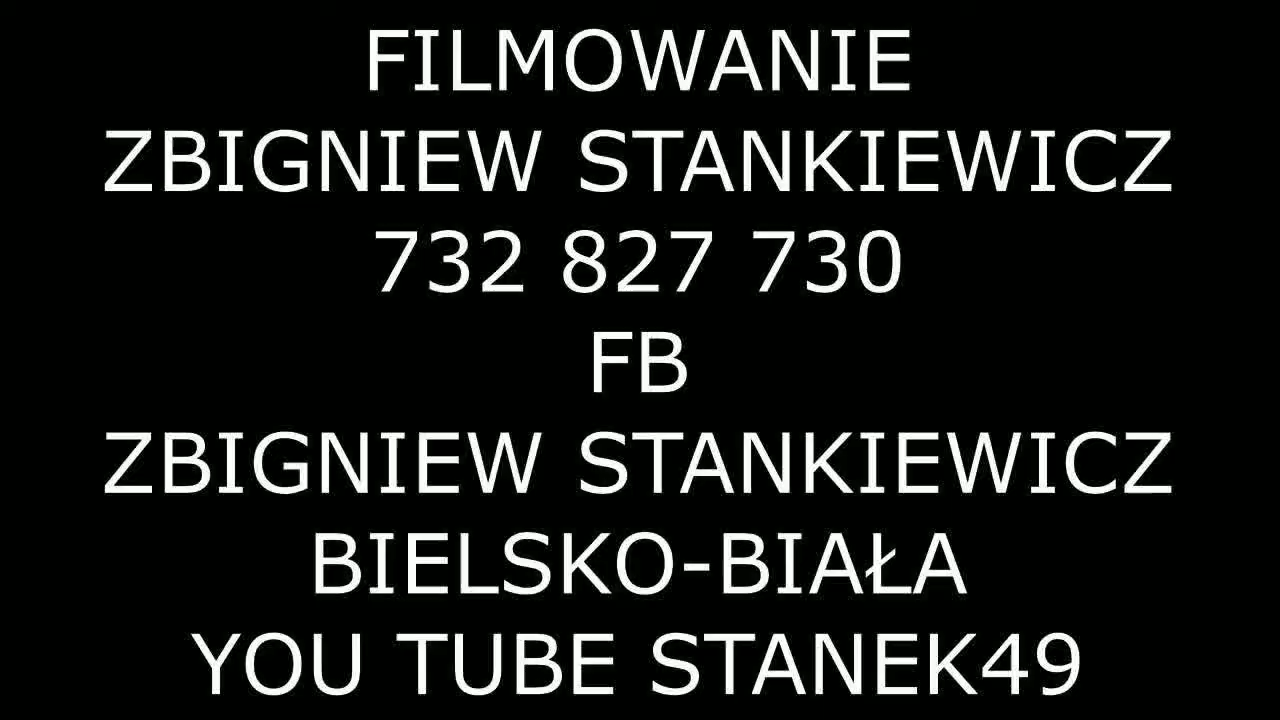 FILMOWANIE
ZBIGNIEW STANKIEWICZ
732 827 730
FB
ZBIGNIEW STANKIEWICZ
BIELSKO-BIAŁA
YOU TUBE STANEK49